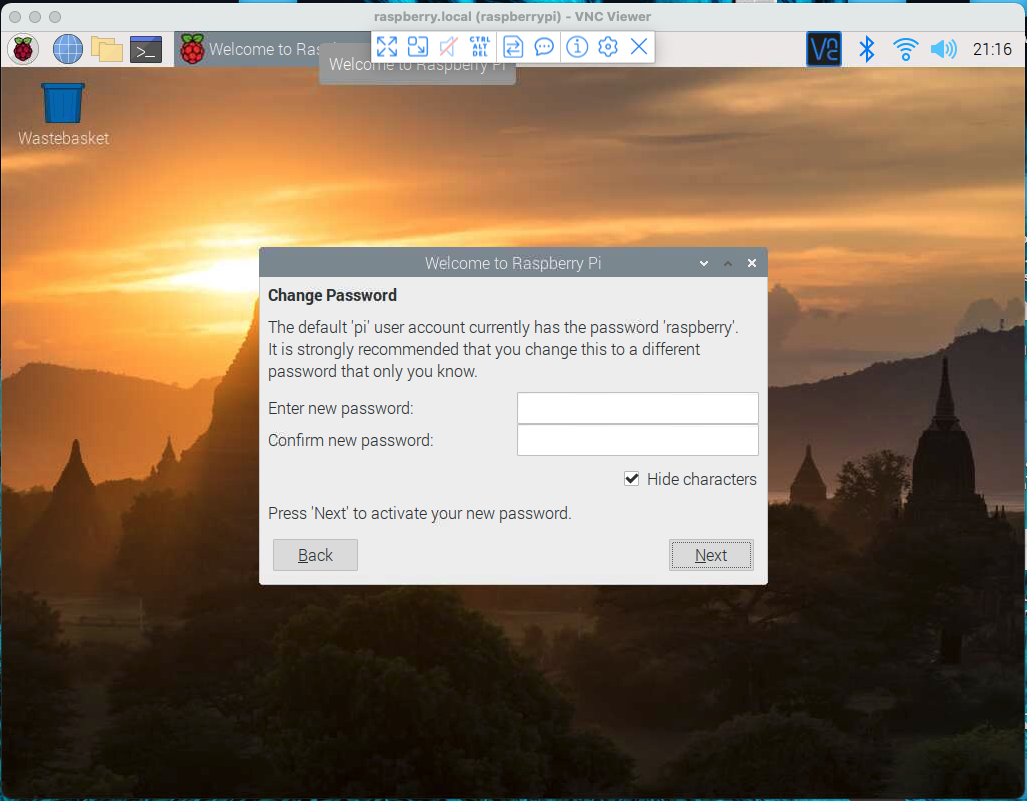 raspberry.local (raspberrypi) - VNC Viewer
Welcome to Ras
CTRL
ALT
DEL
21:16
Welcome to Raspberry Pi
Wastebasket
Welcome to Raspberry Pi
Change Password
The default 'pi' user account currently has the password 'raspberry'.
It is strongly recommended that you change this to a different
password that only you know.
Enter new password:
Confirm new password:
Hide characters
Press 'Next' to activate your new password.
Back
Next